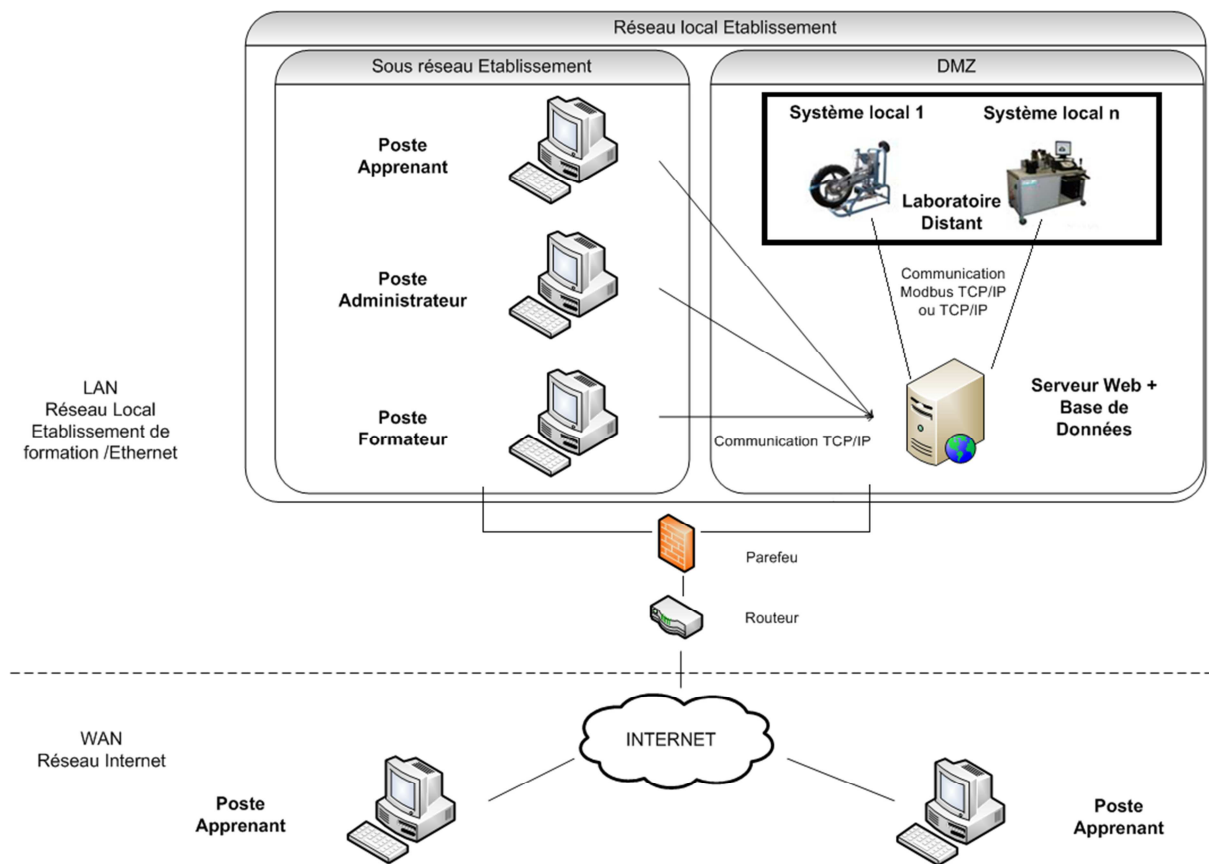 Réseau local Etablissement
Sous réseau Etablissement
DMZ
Poste
Apprenant
Poste
Administrateur
Poste
Formateur
Système local 1
Système local n
Laboratoire
Distant
Communication
Modbus TCP/IP
ou TCP/IP
Serveur Web +
Base de
Données
Communication TCP/IP
LAN
Réseau Local
Etablissement de
formation /Ethernet
Parefeu
Routeur
WAN
Réseau Internet
INTERNET
Poste
Apprenant
Poste
Apprenant